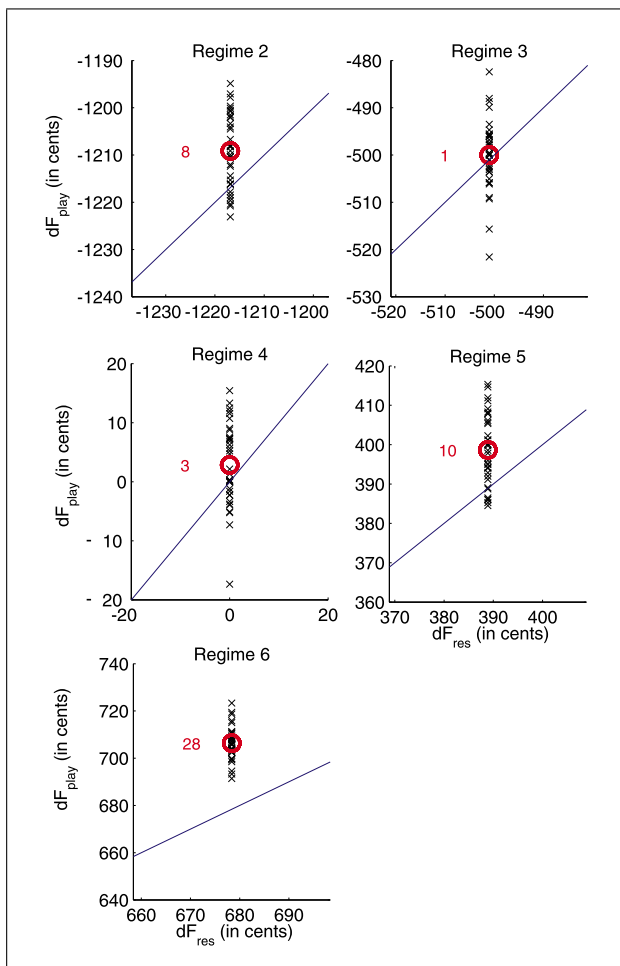 Regime 2
-1190
-1200
-1210
-1220
-1230
-1240
-1230 -1220 -1210 -1200
dF_play (in cents)
8
Regime 3
-480
-490
-500
-510
-520
-530
-520 -510 -500 -490
1
Regime 4
20
10
0
- 10
- 20
-20 0 20
dF_play (in cents)
3
Regime 5
420
410
400
390
380
370
360
370 380 390 400
dF_res (in cents)
10
Regime 6
740
720
700
680
660
640
660 670 680 690
dF_play (in cents)
dF_res (in cents)
28